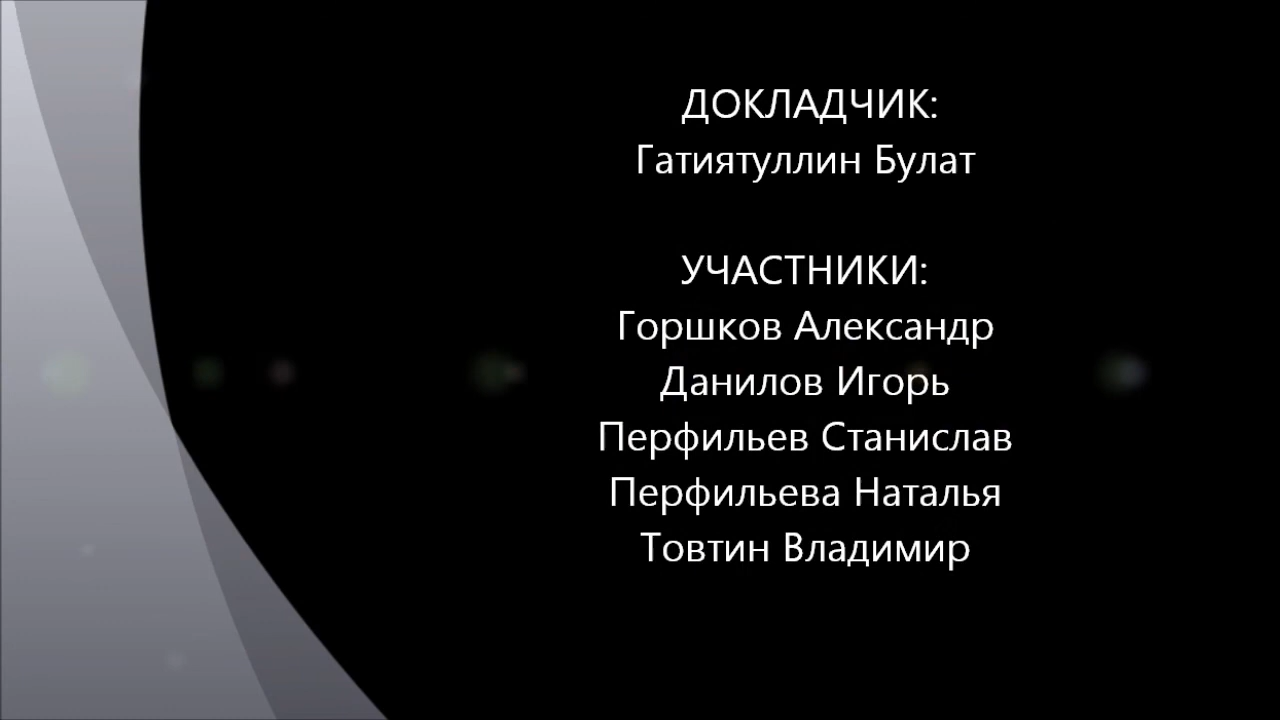 ДОКЛАДЧИК:
Гатиятуллин Булат
УЧАСТНИКИ:
Горшков Александр
Данилов Игорь
Перфильев Станислав
Перфильева Наталья
Товтин Владимир